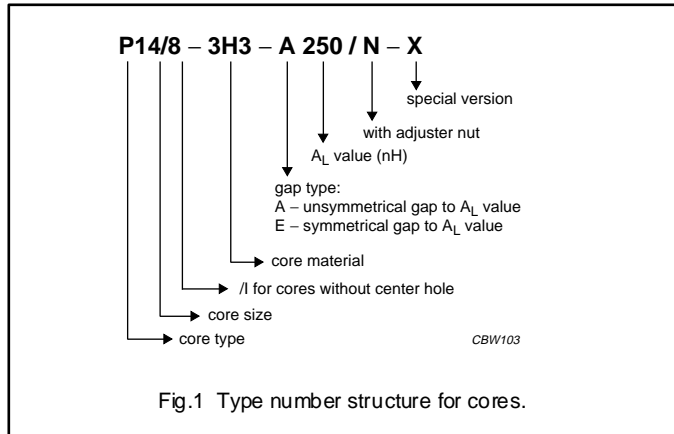 P14/8 – 3H3 – A 250 / N – X
special version
with adjuster nut
AL value (nH)
gap type:
A – unsymmetrical gap to AL value
E – symmetrical gap to AL value
core material
/I for cores without center hole
core size
core type
CBW103
Fig.1 Type number structure for cores.